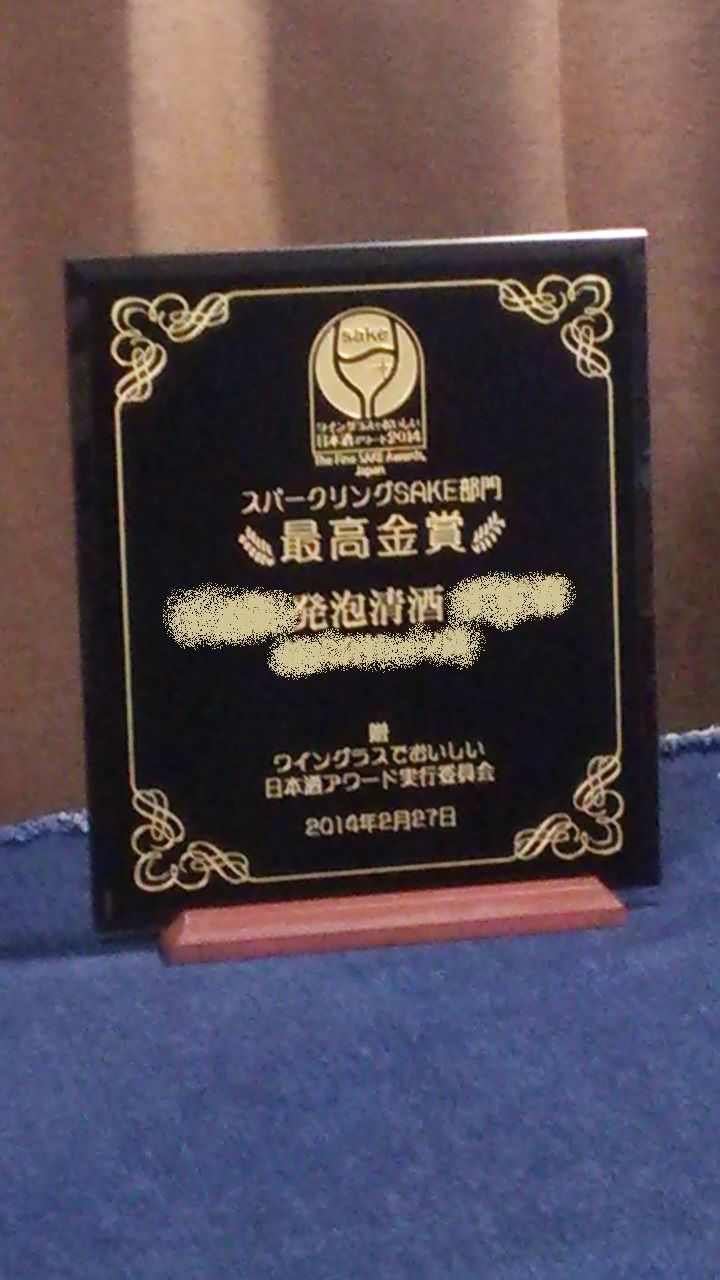 sake
ワイングラスでおいしい
日本酒アワード2014
The Fine SAKE Awards,
Japan
スパークリングSAKE部門
最高金賞
発泡清酒
贈
ワイングラスでおいしい
日本酒アワード実行委員会
2014年2月27日